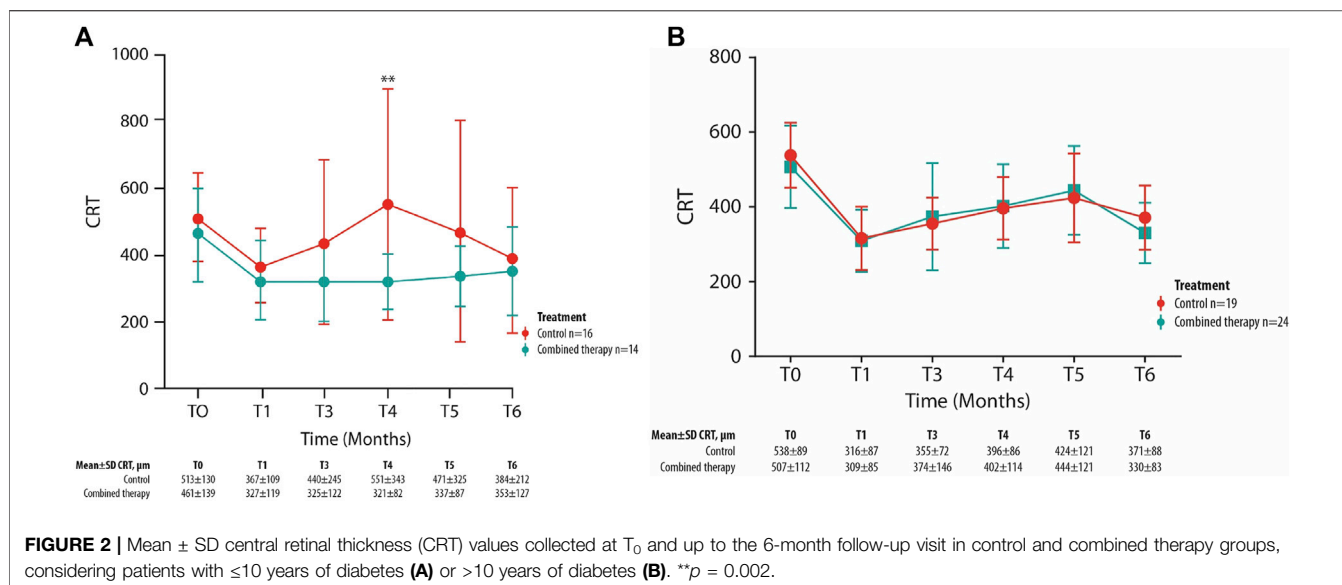 A
1000
800
600
400
200
0
CRT
**
TO
T1
T3
T4
T5
T6
Time (Months)
Treatment
Control n=16
Combined therapy n=14
Mean±SD CRT, µm T0 T1 T3 T4 T5 T6
Control 513±130 367±109 440±245 551±343 471±325 384±212
Combined therapy 461±139 327±119 325±122 321±82 337±87 353±127
B
800
600
400
200
0
CRT
T0
T1
T3
T4
T5
T6
Time (Months)
Treatment
Control n=19
Combined therapy n=24
Mean±SD CRT, µm T0 T1 T3 T4 T5 T6
Control 538±89 316±87 355±72 396±86 424±121 371±88
Combined therapy 507±112 309±85 374±146 402±114 444±121 330±83
FIGURE 2 | Mean ± SD central retinal thickness (CRT) values collected at T0 and up to the 6-month follow-up visit in control and combined therapy groups,
considering patients with ≤10 years of diabetes (A) or >10 years of diabetes (B). **p = 0.002.